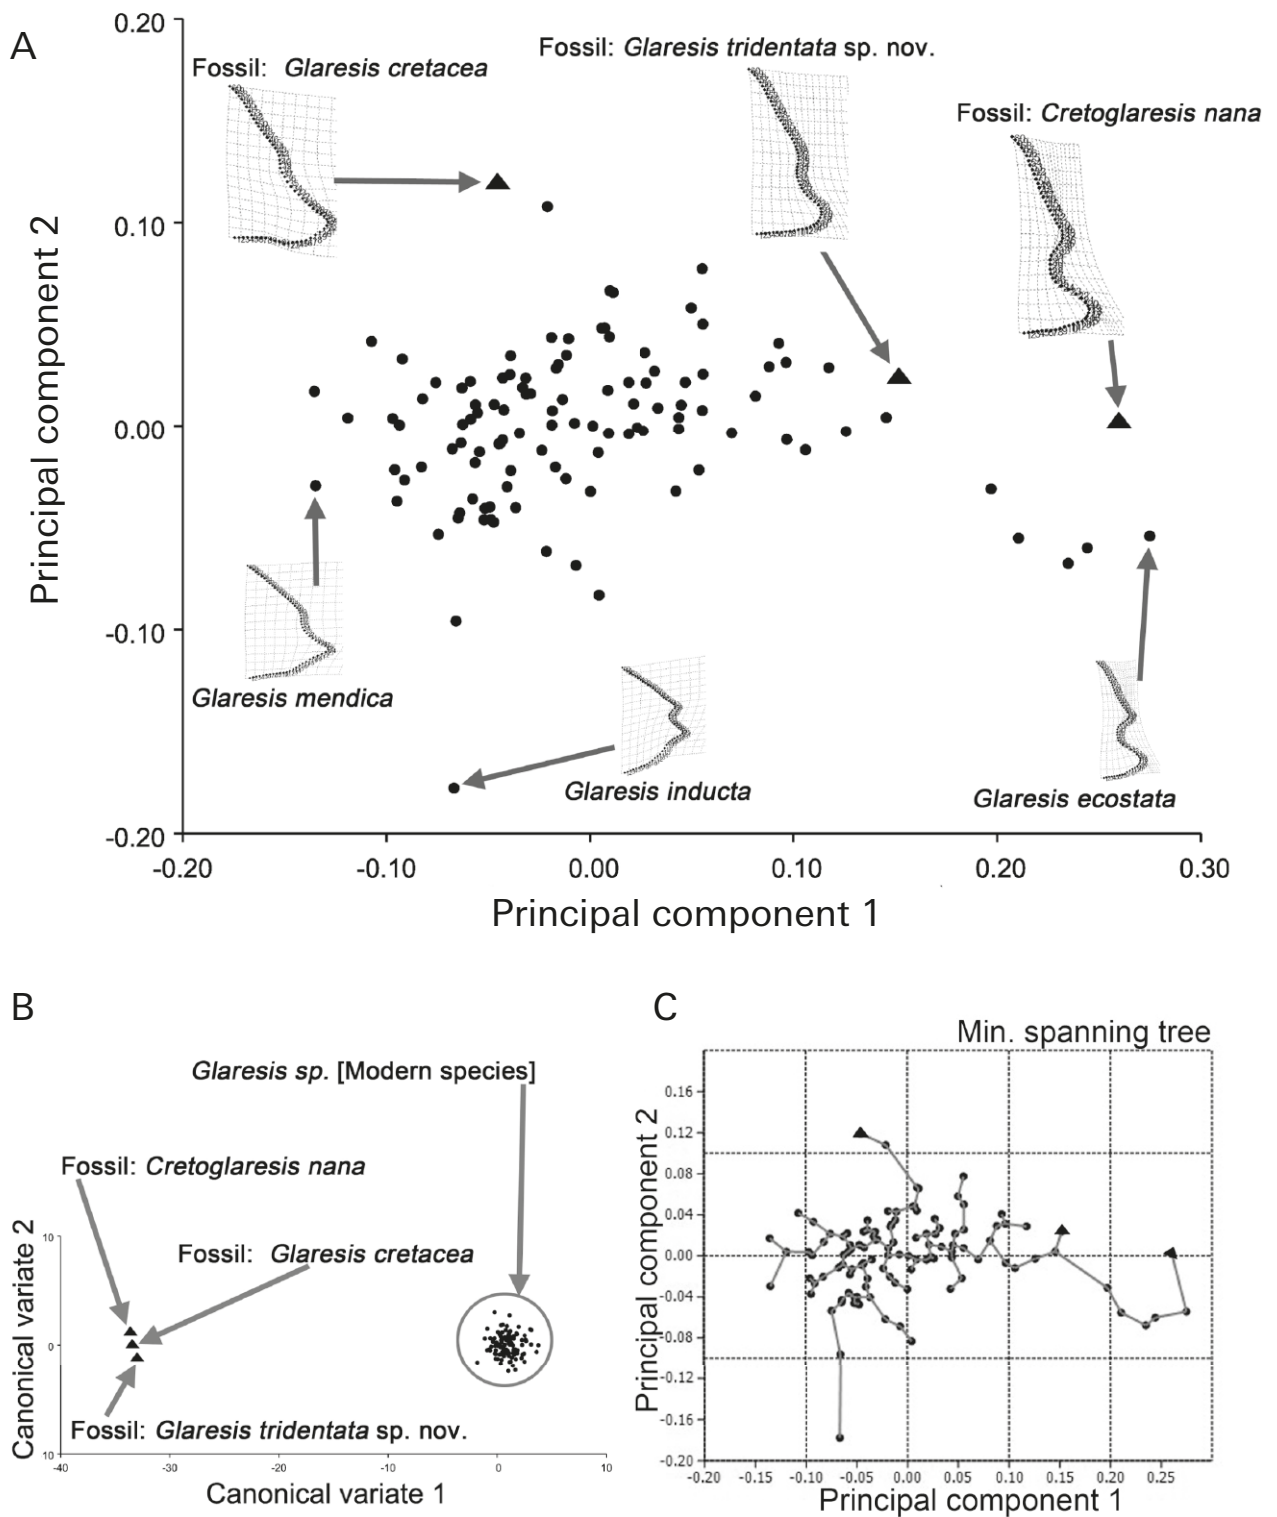 A
0.20
Fossil: Glaresis cretacea
Fossil: Glaresis tridentata sp. nov.
Fossil: Cretoglaresis nana
0.10
Principal component 2
0.00
-0.10
Glaresis mendica
Glaresis inducta
Glaresis ecostata
-0.20
-0.20 -0.10 0.00 0.10 0.20 0.30
Principal component 1
B
Glaresis sp. [Modern species]
Fossil: Cretoglaresis nana
Fossil: Glaresis cretacea
10
Canonical variate 2
0
Fossil: Glaresis tridentata sp. nov.
10
-40 -30 -20 -10 0 10
Canonical variate 1
C
Min. spanning tree
0.16
0.12
0.08
0.04
0.00
-0.04
-0.08
-0.12
-0.16
-0.20
Principal component 2
-0.20 -0.15 -0.10 -0.05 0.00 0.05 0.10 0.15 0.20 0.25
Principal component 1